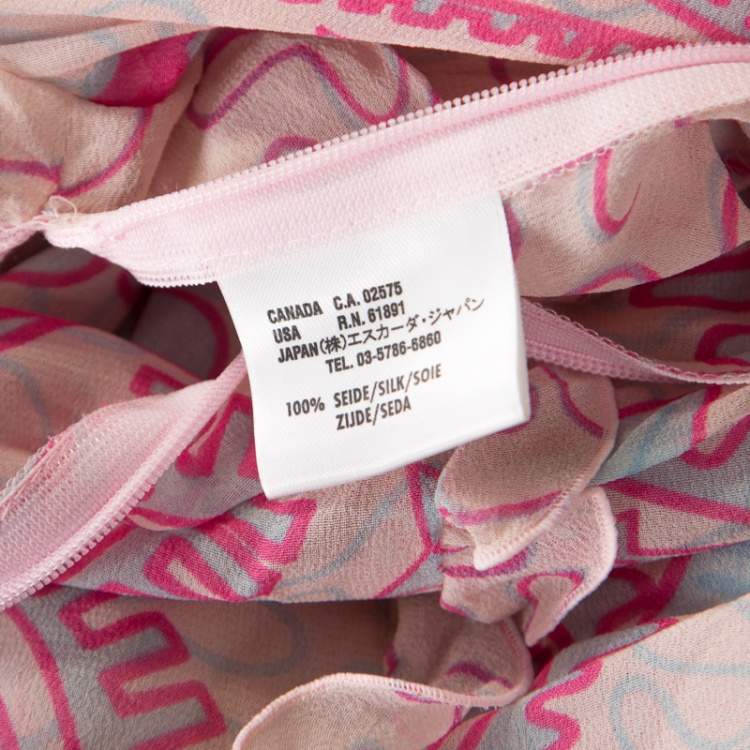 CANADA C.A. 02575
USA R.N. 61891
JAPAN(株)エスカーダ・ジャパン
TEL. 03-5786-6860
100% SEIDE/SILK/SOIE
ZIJDE/SEDA